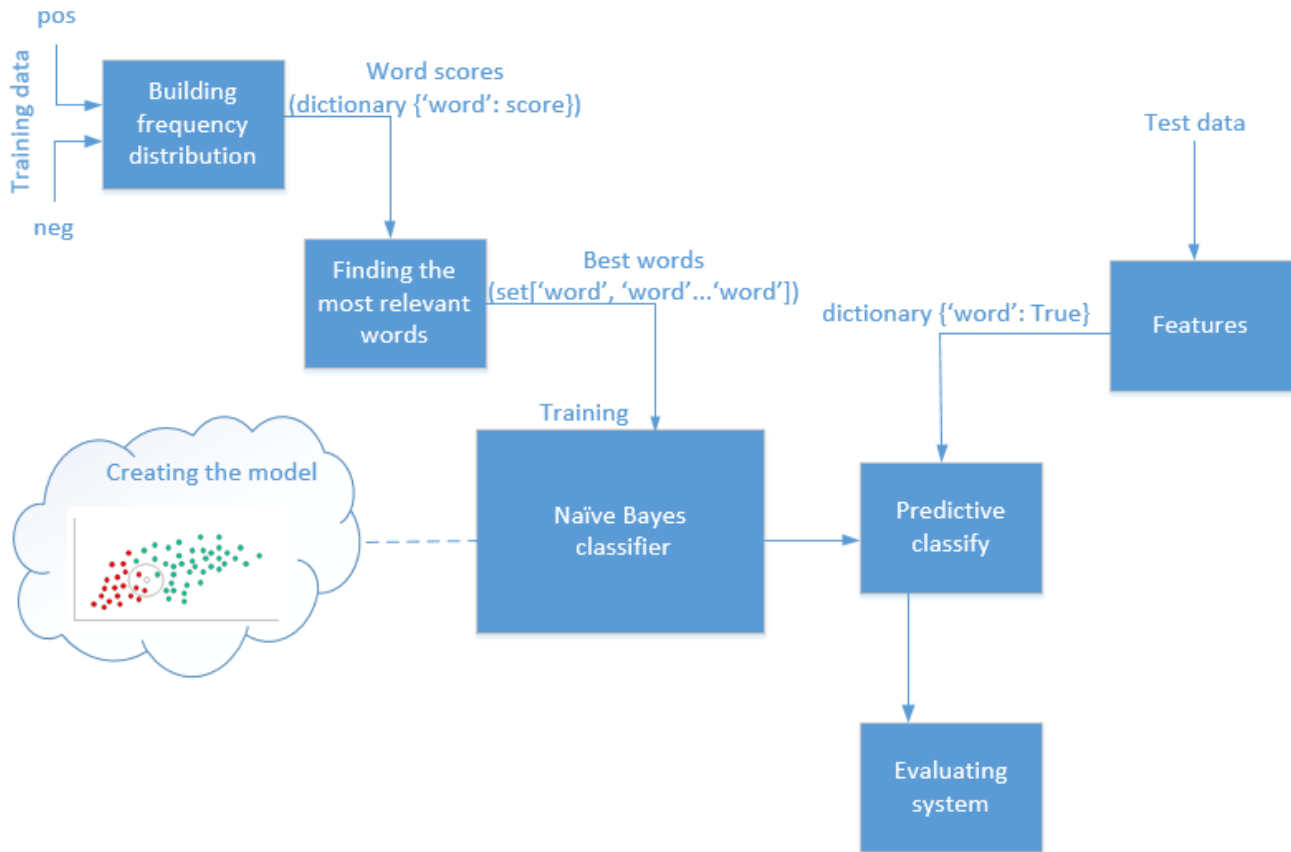 pos
Training data
neg
Building
frequency
distribution
Word scores
(dictionary {‘word’: score})
Finding the
most relevant
words
Best words
(set[‘word’, ‘word’...‘word’])
Test data
Features
dictionary {‘word’: True}
Training
Creating the model
Naïve Bayes
classifier
Predictive
classify
Evaluating
system